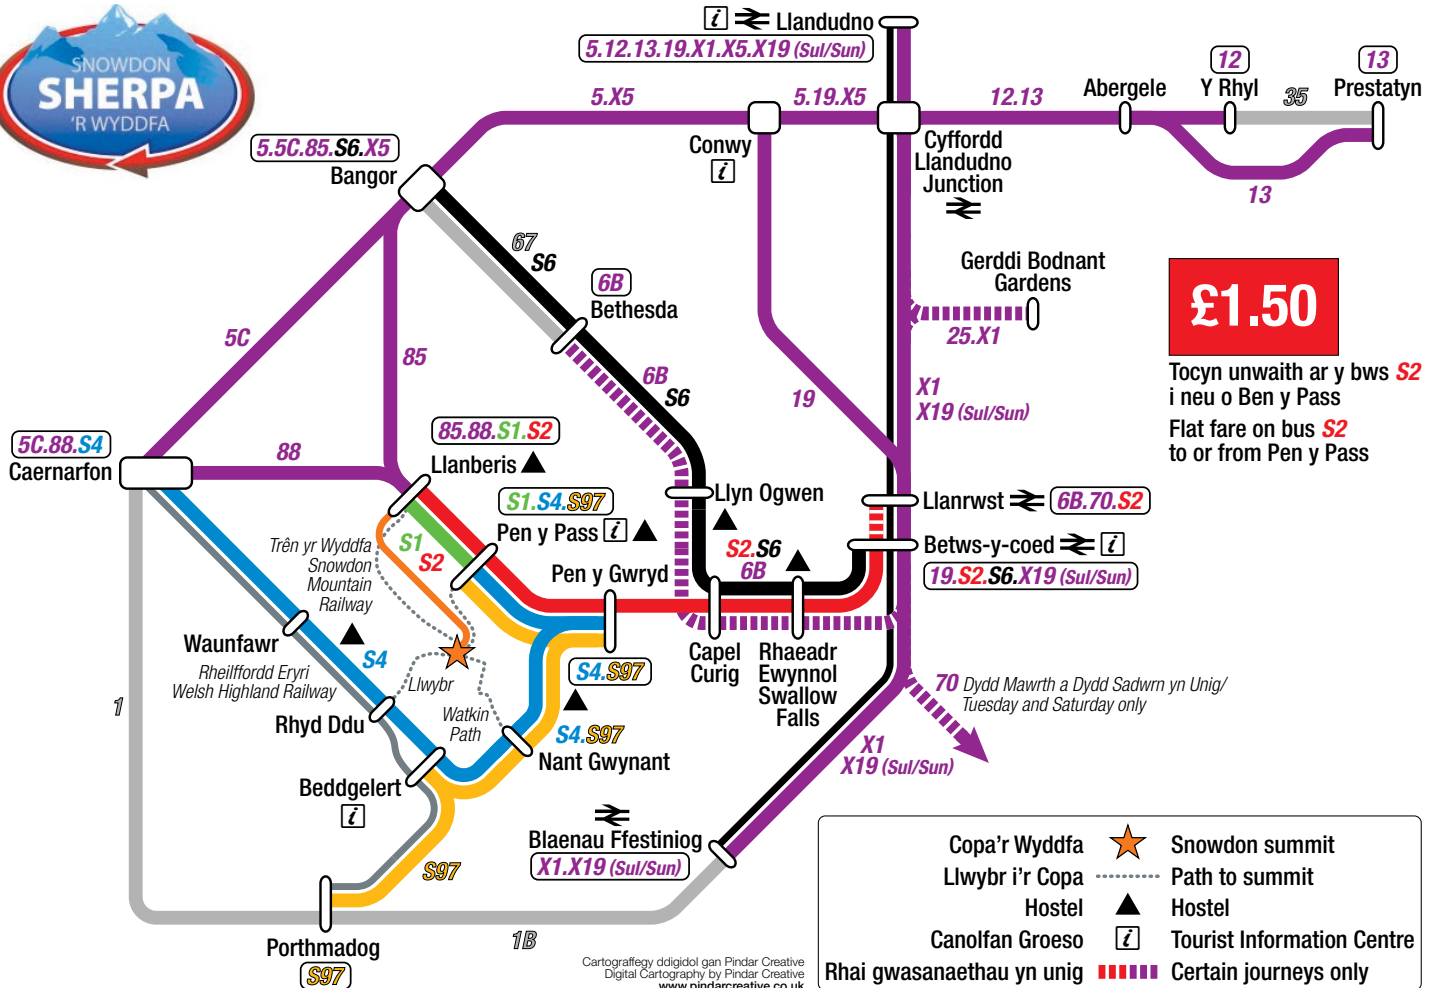 SNOWDON
SHERPA
'R WYDDFA
i Llandudno
5.12.13.19.X1.X5.X19 (Sul/Sun)
5.X5
5.19.X5
12.13
Abergele
12
Y Rhyl
35
13
Prestatyn
13
5.5C.85.S6.X5
Bangor
Conwy
i
Cyffordd
Llandudno
Junction
67
S6
6B
Bethesda
Gerddi Bodnant
Gardens
25.X1
£1.50
Tocyn unwaith ar y bws S2
i neu o Ben y Pass
Flat fare on bus S2
to or from Pen y Pass
5C
85
6B
S6
19
X1
X19 (Sul/Sun)
5C.88.S4
Caernarfon
88
85.88.S1.S2
Llanberis
S1.S4.S97
Pen y Pass i
Llyn Ogwen
Llanrwst 6B.70.S2
Betws-y-coed i
19.S2.S6.X19 (Sul/Sun)
S2.S6
6B
Trên yr Wyddfa
Snowdon
Mountain
Railway
S1
S2
Pen y Gwryd
Waunfawr
S4
Rheilffordd Eryri
Welsh Highland Railway
Llwybr
S4.S97
Capel
Curig
Rhaeadr
Ewynnol
Swallow
Falls
1
Rhyd Ddu
Watkin
Path
S4.S97
Nant Gwynant
70 Dydd Mawrth a Dydd Sadwrn yn Unig/
Tuesday and Saturday only
X1
X19 (Sul/Sun)
Beddgelert
i
Blaenau Ffestiniog
X1.X19 (Sul/Sun)
S97
1B
Porthmadog
S97
Cartograffegy ddigidol gan Pindar Creative
Digital Cartography by Pindar Creative
www.pindarcreative.co.uk
Copa'r Wyddfa Snowdon summit
Llwybr i'r Copa Path to summit
Hostel Hostel
Canolfan Groeso i Tourist Information Centre
Rhai gwasanaethau yn unig Certain journeys only